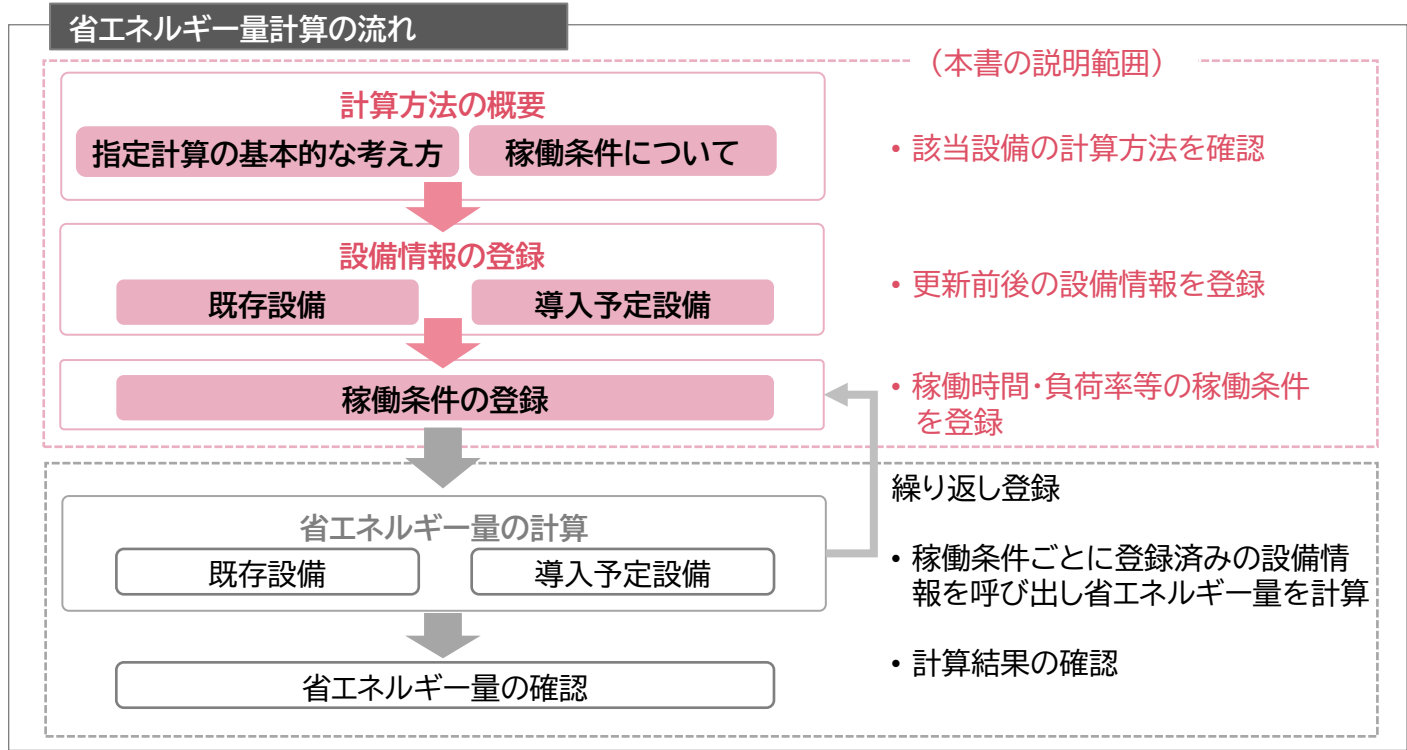 省エネルギー量計算の流れ
（本書の説明範囲）
計算方法の概要
指定計算の基本的な考え方
稼働条件について
• 該当設備の計算方法を確認
設備情報の登録
既存設備
導入予定設備
• 更新前後の設備情報を登録
稼働条件の登録
• 稼働時間・負荷率等の稼働条件
を登録
繰り返し登録
省エネルギー量の計算
既存設備
導入予定設備
• 稼働条件ごとに登録済みの設備情
報を呼び出し省エネルギー量を計算
省エネルギー量の確認
• 計算結果の確認